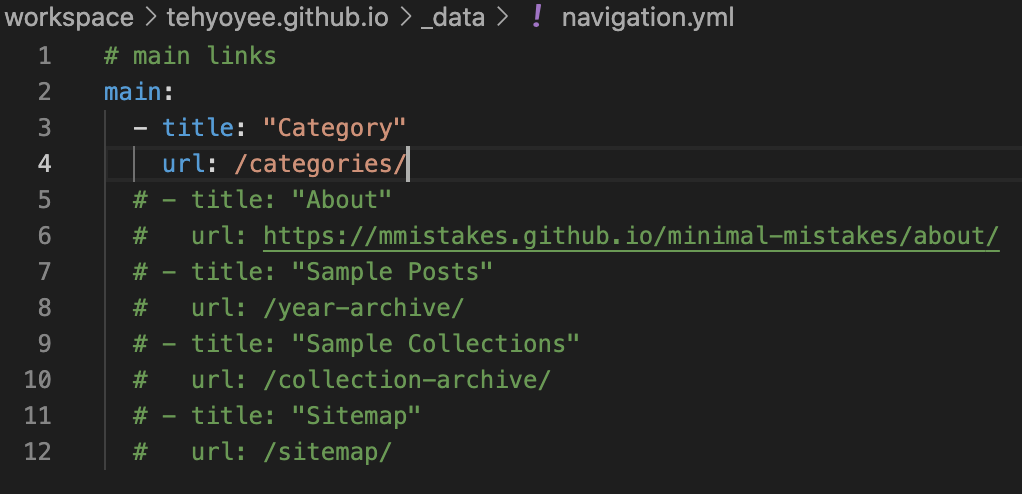 workspace > tehyoyee.github.io > _data > ! navigation.yml
1 # main links
2 main:
3   - title: "Category"
4     url: /categories/
5   # - title: "About"
6   #   url: https://mmistakes.github.io/minimal-mistakes/about/
7   # - title: "Sample Posts"
8   #   url: /year-archive/
9   # - title: "Sample Collections"
10   #   url: /collection-archive/
11   # - title: "Sitemap"
12   #   url: /sitemap/